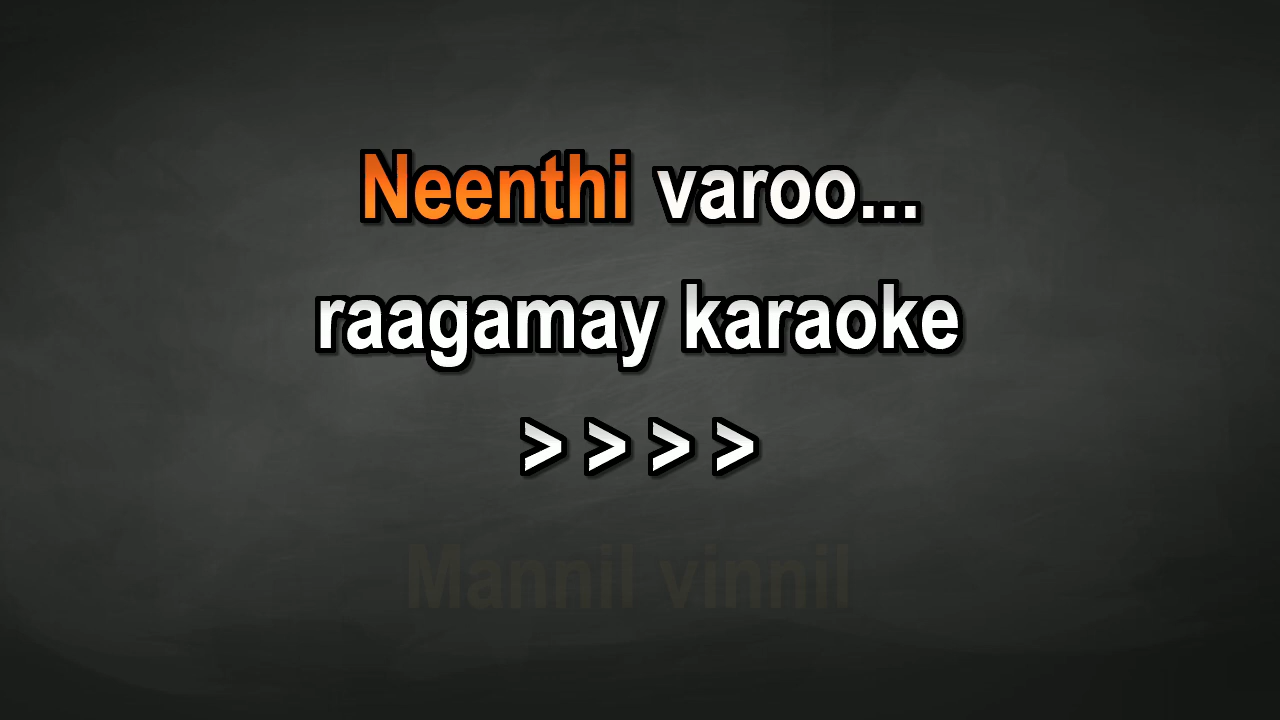 Neenthi varoo...
raagamay karaoke
> > > >
Mannil vinnil